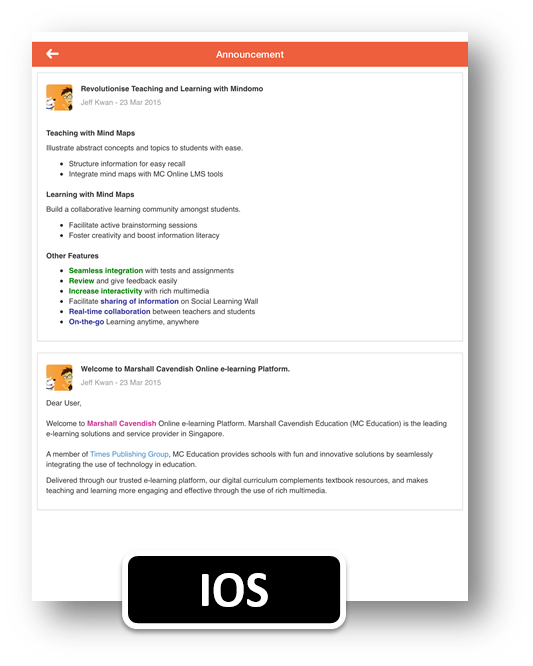 Announcement
Revolutionise Teaching and Learning with Mindomo
Jeff Kwan - 23 Mar 2015
Teaching with Mind Maps
Illustrate abstract concepts and topics to students with ease.
• Structure information for easy recall
• Integrate mind maps with MC Online LMS tools
Learning with Mind Maps
Build a collaborative learning community amongst students.
• Facilitate active brainstorming sessions
• Foster creativity and boost information literacy
Other Features
• Seamless integration with tests and assignments
• Review and give feedback easily
• Increase interactivity with rich multimedia
• Facilitate sharing of information on Social Learning Wall
• Real-time collaboration between teachers and students
• On-the-go Learning anytime, anywhere
Welcome to Marshall Cavendish Online e-learning Platform.
Jeff Kwan - 23 Mar 2015
Dear User,
Welcome to Marshall Cavendish Online e-learning Platform. Marshall Cavendish Education (MC Education) is the leading
e-learning solutions and service provider in Singapore.
A member of Times Publishing Group, MC Education provides schools with fun and innovative solutions by seamlessly
integrating the use of technology in education.
Delivered through our trusted e-learning platform, our digital curriculum complements textbook resources, and makes
teaching and learning more engaging and effective through the use of rich multimedia.
IOS